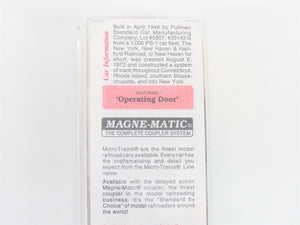 Car Information
Built in April 1946 by Pullman
Standard Car Manufacturing
Company, Lot #5907, #35143 is
from a 1,000 PS-1 car fleet. The
New York, New Haven & Hart-
ford Railroad, or New Haven for
short, was created August 6,
1872 and constructed a system
of track throughout Connecticut,
Rhode Island, southern Massa-
chusetts, and into New York.
- FEATURING -
'Operating Door'
MAGNE-MATIC®
THE COMPLETE COUPLER SYSTEM
Micro-Trains® are the finest model
railroad cars available. Every car has
the craftsmanship and detail you
expect from the Micro-Trains® Line
name.
Available with the delayed action
Magne-Matic® coupler, the finest
coupler in the model railroading
business. It's the "Standard by
Choice" of model railroaders around
the world!